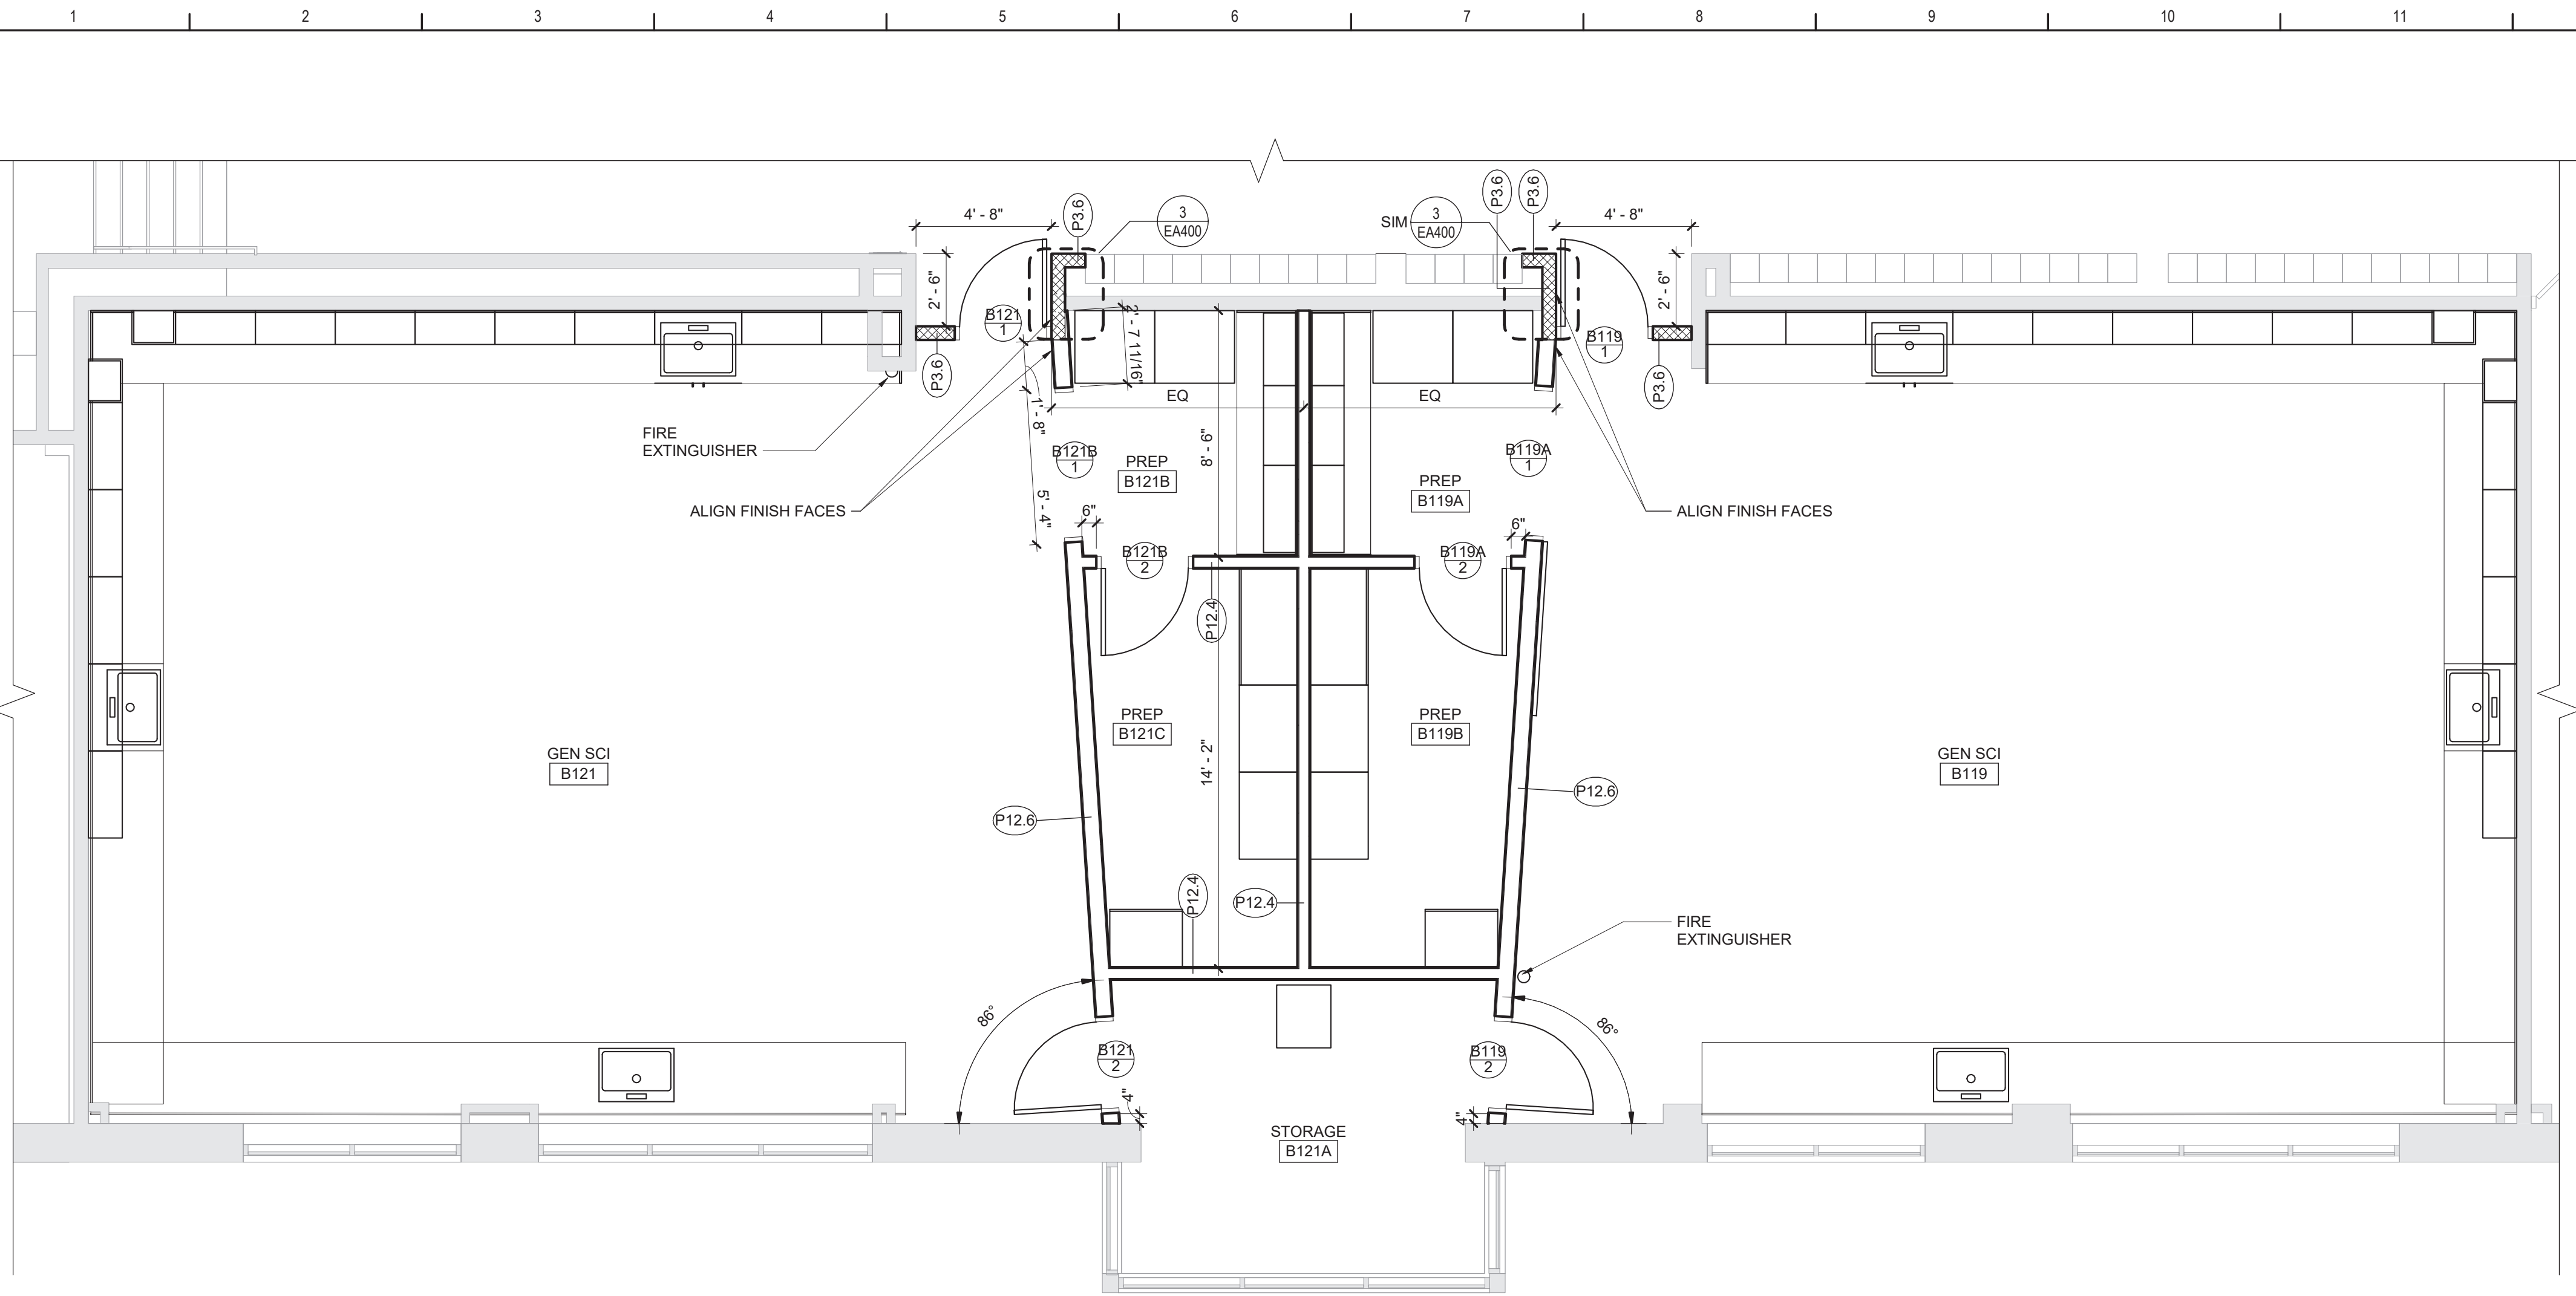 1 2 3 4 5 6 7 8 9 10 11
P3.6
P3.6
P3.6
4' - 8"
3
EA400
SIM
3
EA400
4' - 8"
2' - 6"
2' - 6"
B121
1
2' - 7 11/16"
B119
1
P3.6
P3.6
EQ
EQ
1' - 8"
FIRE
EXTINGUISHER
8' - 6"
B121B
1
PREP
B121B
B119A
1
PREP
B119A
5' - 4"
ALIGN FINISH FACES
6"
6"
ALIGN FINISH FACES
B121B
2
B119A
2
P12.4
PREP
B121C
PREP
B119B
GEN SCI
B121
14' - 2"
GEN SCI
B119
P12.6
P12.6
P12.4
P12.4
FIRE
EXTINGUISHER
86°
86°
B121
2
B119
2
4"
4"
STORAGE
B121A